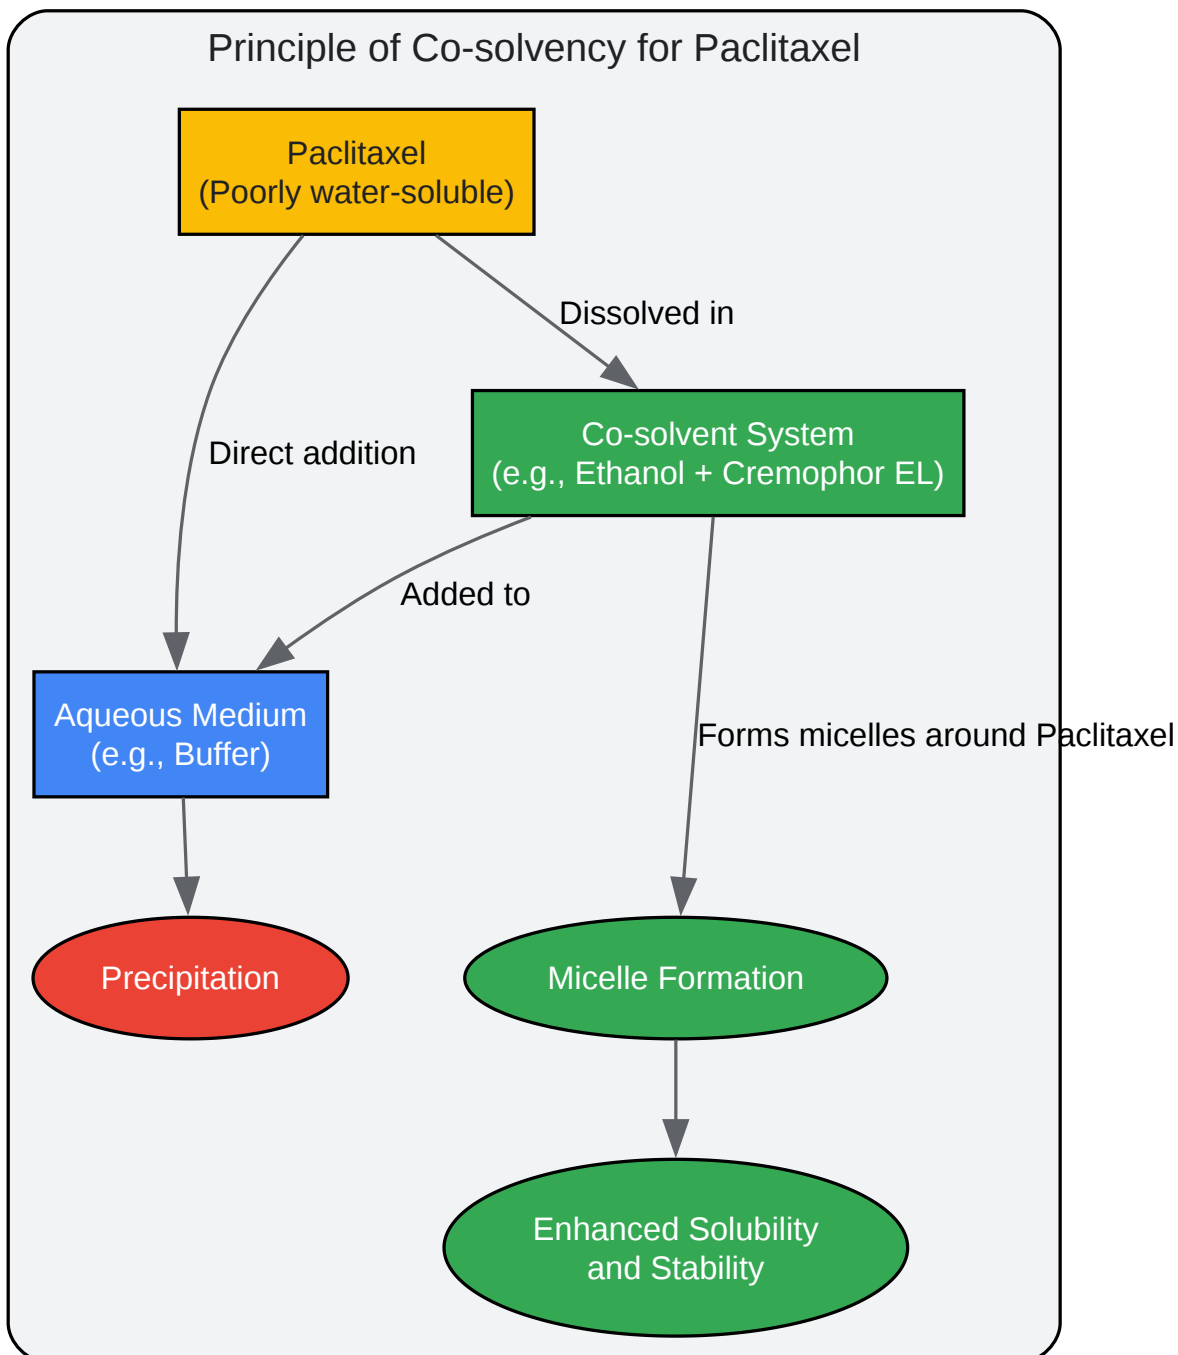 Principle of Co-solvency for Paclitaxel
Paclitaxel
(Poorly water-soluble)
Dissolved in
Direct addition
Co-solvent System
(e.g., Ethanol + Cremophor EL)
Added to
Aqueous Medium
(e.g., Buffer)
Forms micelles around Paclitaxel
Precipitation
Micelle Formation
Enhanced Solubility
and Stability